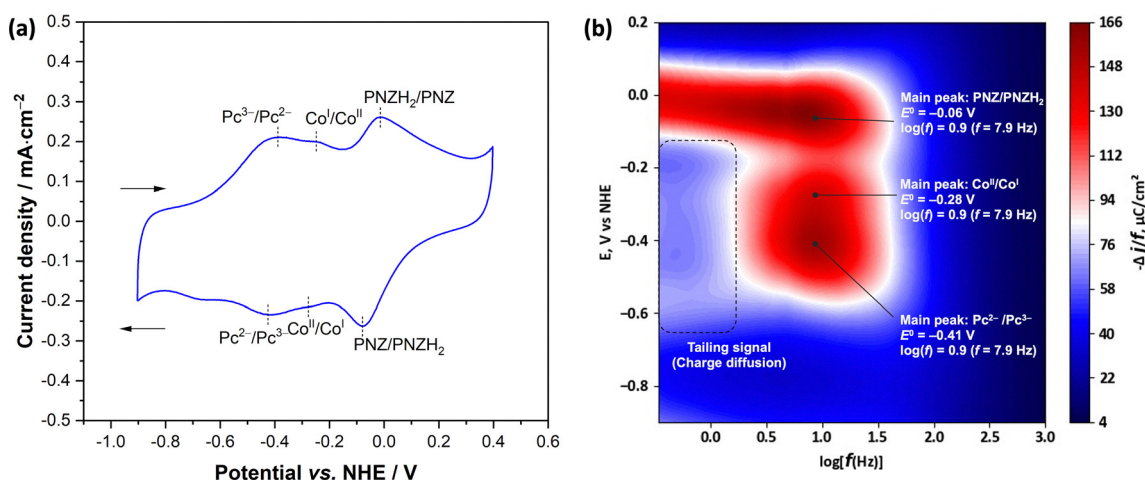 (a)
0.5
0.4
0.3
0.2
0.1
0.0
-0.1
-0.2
-0.3
-0.4
-0.5
Current density / mA·cm⁻²
PNZH₂/PNZ
Pc³⁻/Pc²⁻
Coᴵ/Coᴵᴵ
Pc²⁻/Pc³⁻
Coᴵᴵ/Coᴵ
PNZ/PNZH₂
-1.0 -0.8 -0.6 -0.4 -0.2 0.0 0.2 0.4 0.6
Potential vs. NHE / V
(b)
0.2
0.0
−0.2
−0.4
−0.6
−0.8
E, V vs NHE
Main peak: PNZ/PNZH₂
E⁰ = −0.06 V
log(f) = 0.9 (f = 7.9 Hz)
Main peak: Coᴵᴵ/Coᴵ
E⁰ = −0.28 V
log(f) = 0.9 (f = 7.9 Hz)
Main peak: Pc²⁻ /Pc³⁻
E⁰ = −0.41 V
log(f) = 0.9 (f = 7.9 Hz)
Tailing signal
(Charge diffusion)
0.0 0.5 1.0 1.5 2.0 2.5 3.0
log[f(Hz)]
166
148
130
112
94
76
58
40
22
4
-Δ j/f, µC/cm²